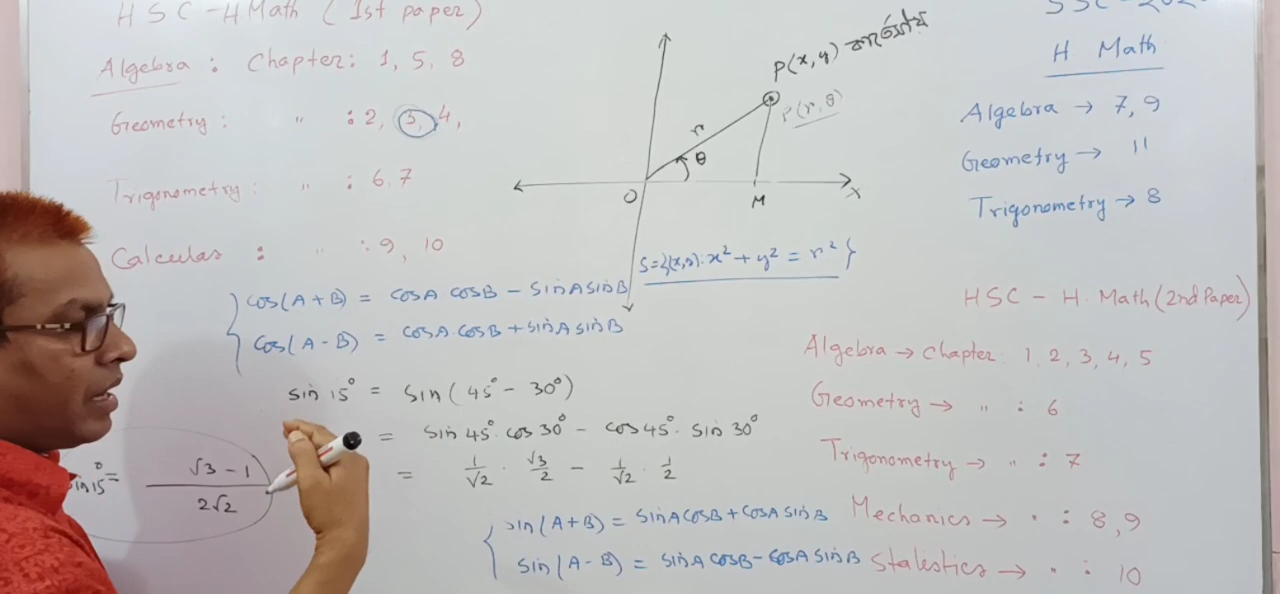 HSC-HMath (1st paper)
Algebra : Chapter: 1, 5, 8
Geometry : " : 2, 3, 4,
Trigonometry : " : 6, 7
Calculas : " : 9, 10
P(x, y) কার্তেসীয়
P(r, θ)
r
θ
O
M
X
S={(x,y): x² + y² = r²}
H Math
Algebra → 7, 9
Geometry → 11
Trigonometry → 8
cos(A+B) = cosA cosB - sinA sinB
cos(A-B) = cosA.cosB + sinA sinB
sin 15° = sin(45° - 30°)
= sin 45°. cos 30° - cos 45°. sin 30°
= 1/√2 . √3/2 - 1/√2 . 1/2
sin 15° = (√3 - 1)/(2√2)
sin(A+B) = sinA cosB + cosA sinB
sin(A-B) = sinA cosB - cosA sinB
HSC - H. Math (2nd Paper)
Algebra → Chapter: 1, 2, 3, 4, 5
Geometry → " : 6
Trigonometry → " : 7
Mechanics → " : 8, 9
Statestics → " : 10